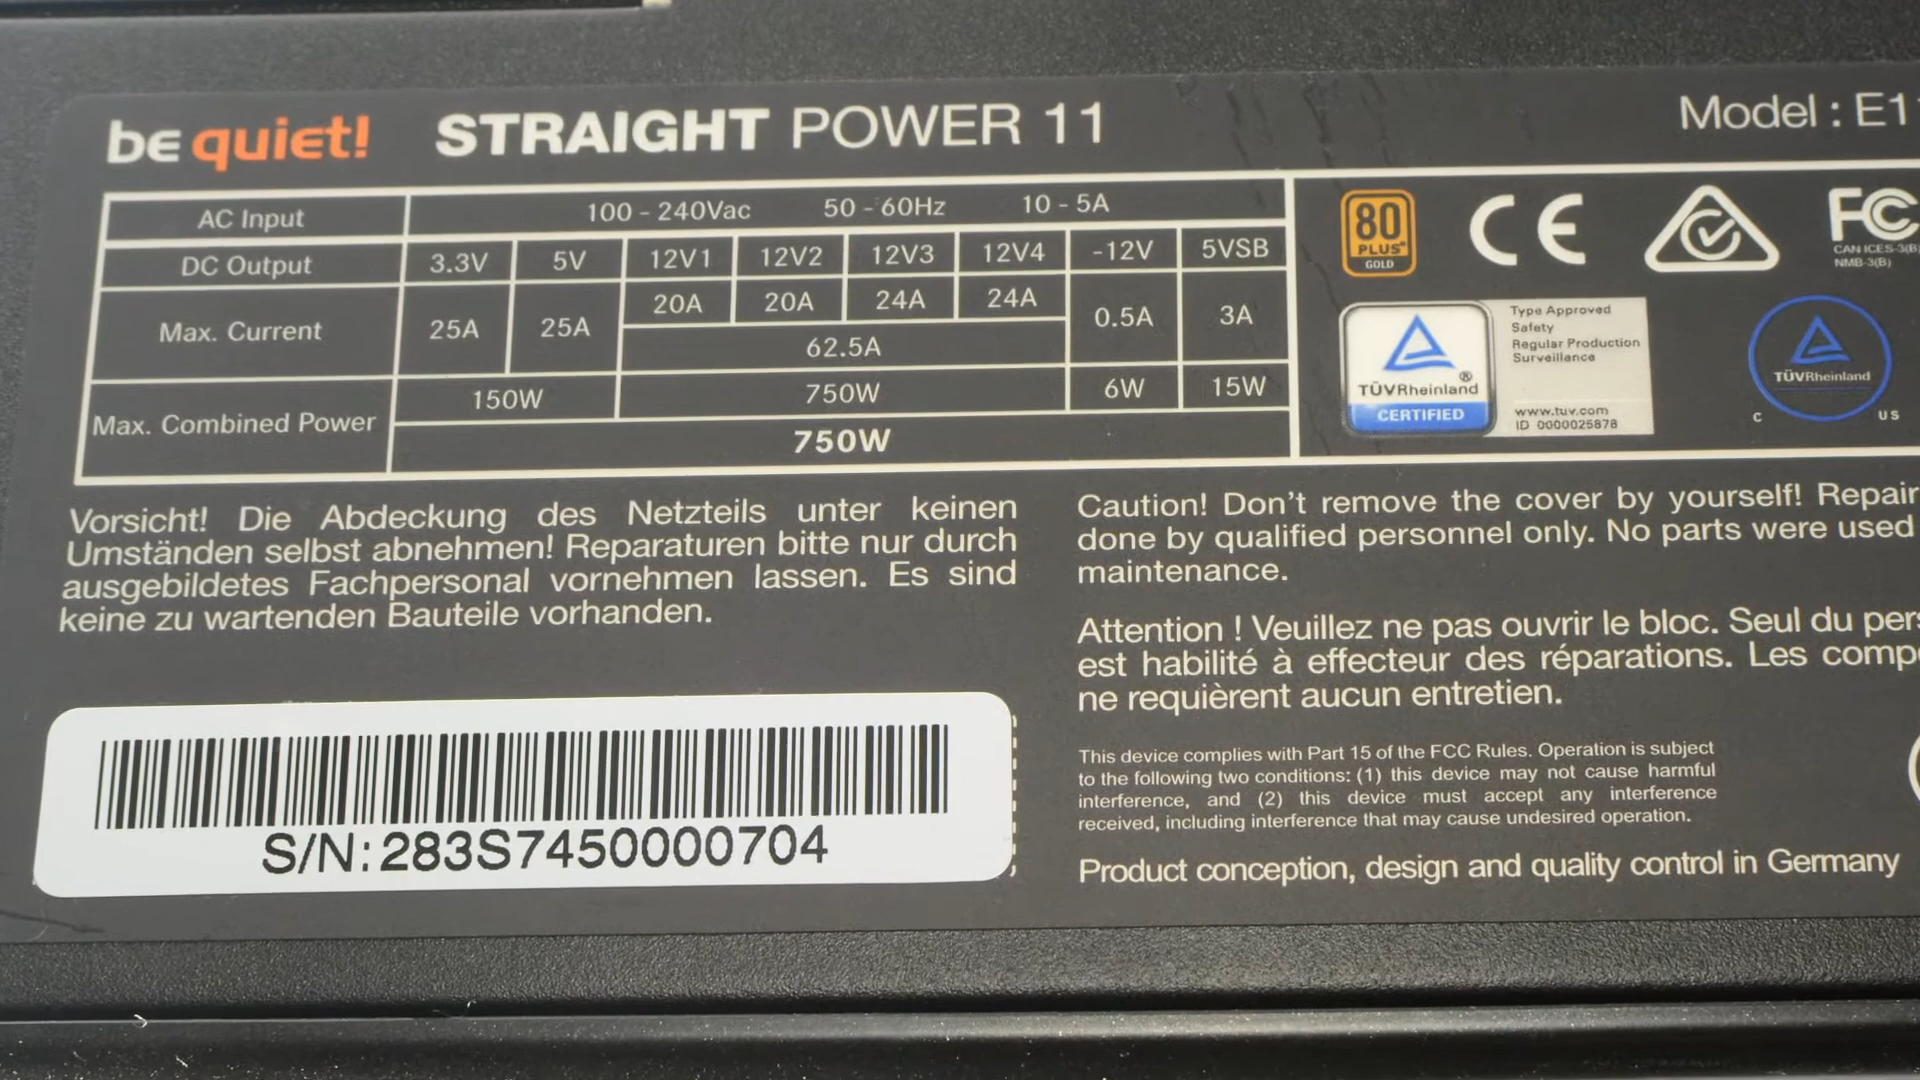 be quiet! STRAIGHT POWER 11
Model : E11
AC Input 100 - 240Vac 50 - 60Hz 10 - 5A
DC Output 3.3V 5V 12V1 12V2 12V3 12V4 -12V 5VSB
Max. Current 25A 25A 20A 20A 24A 24A 0.5A 3A
62.5A
Max. Combined Power 150W 750W 6W 15W
750W
80
PLUS
GOLD
CE
FC
CAN ICES-3(B)
NMB-3(B)
TÜVRheinland ®
CERTIFIED
Type Approved
Safety
Regular Production
Surveillance
www.tuv.com
ID 0000025878
TÜVRheinland
C US
Vorsicht! Die Abdeckung des Netzteils unter keinen
Umständen selbst abnehmen! Reparaturen bitte nur durch
ausgebildetes Fachpersonal vornehmen lassen. Es sind
keine zu wartenden Bauteile vorhanden.
S/N:283S7450000704
Caution! Don't remove the cover by yourself! Repair
done by qualified personnel only. No parts were used
maintenance.
Attention ! Veuillez ne pas ouvrir le bloc. Seul du pers
est habilité à effecteur des réparations. Les comp
ne requièrent aucun entretien.
This device complies with Part 15 of the FCC Rules. Operation is subject
to the following two conditions: (1) this device may not cause harmful
interference, and (2) this device must accept any interference
received, including interference that may cause undesired operation.
Product conception, design and quality control in Germany